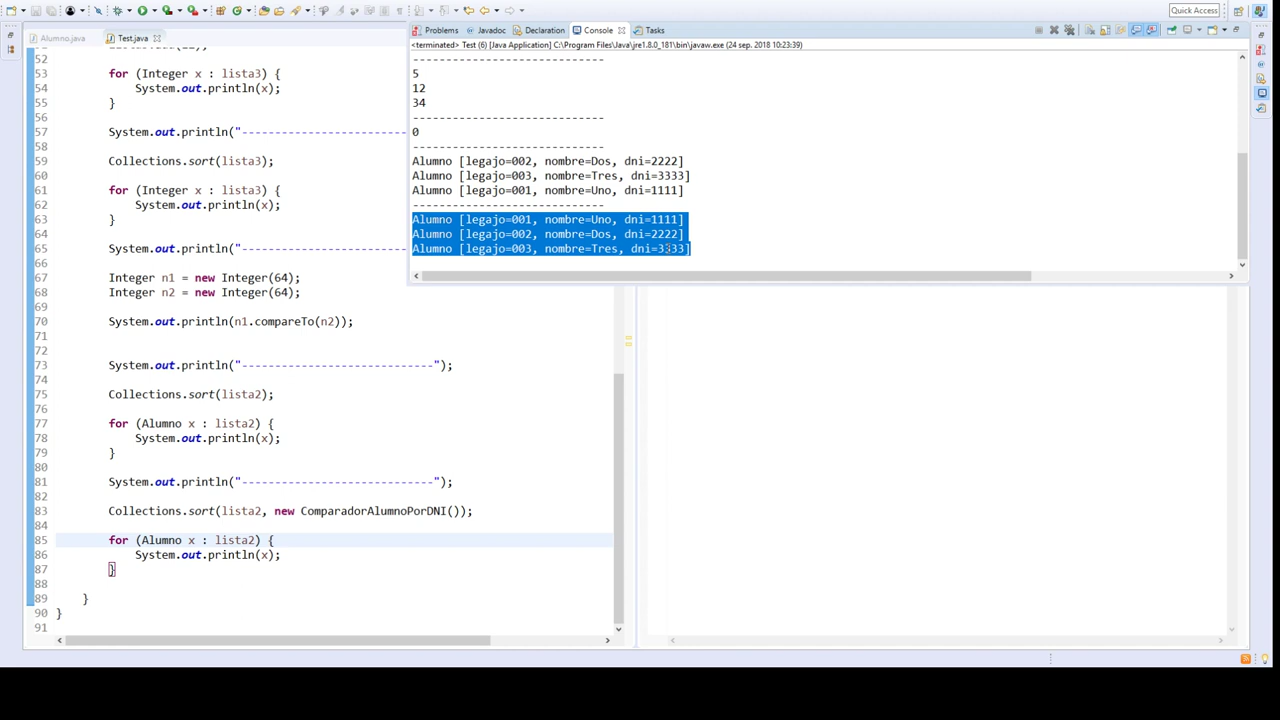 Quick Access
Alumno.java
Test.java
Problems
Javadoc
Declaration
Console
Tasks
<terminated> Test (6) [Java Application] C:\Program Files\Java\jre1.8.0_181\bin\javaw.exe (24 sep. 2018 10:23:39)
52
53 for (Integer x : lista3) {
54 System.out.println(x);
55 }
56
57 System.out.println("-------------------------
58
59 Collections.sort(lista3);
60
61 for (Integer x : lista3) {
62 System.out.println(x);
63 }
64
65 System.out.println("-------------------------
66
67 Integer n1 = new Integer(64);
68 Integer n2 = new Integer(64);
69
70 System.out.println(n1.compareTo(n2));
71
72
73 System.out.println("-----------------------------");
74
75 Collections.sort(lista2);
76
77 for (Alumno x : lista2) {
78 System.out.println(x);
79 }
80
81 System.out.println("-----------------------------");
82
83 Collections.sort(lista2, new ComparadorAlumnoPorDNI());
84
85 for (Alumno x : lista2) {
86 System.out.println(x);
87 }
88
89 }
90 }
91
-----------------------------
5
12
34
-----------------------------
0
-----------------------------
Alumno [legajo=002, nombre=Dos, dni=2222]
Alumno [legajo=003, nombre=Tres, dni=3333]
Alumno [legajo=001, nombre=Uno, dni=1111]
-----------------------------
Alumno [legajo=001, nombre=Uno, dni=1111]
Alumno [legajo=002, nombre=Dos, dni=2222]
Alumno [legajo=003, nombre=Tres, dni=3333]